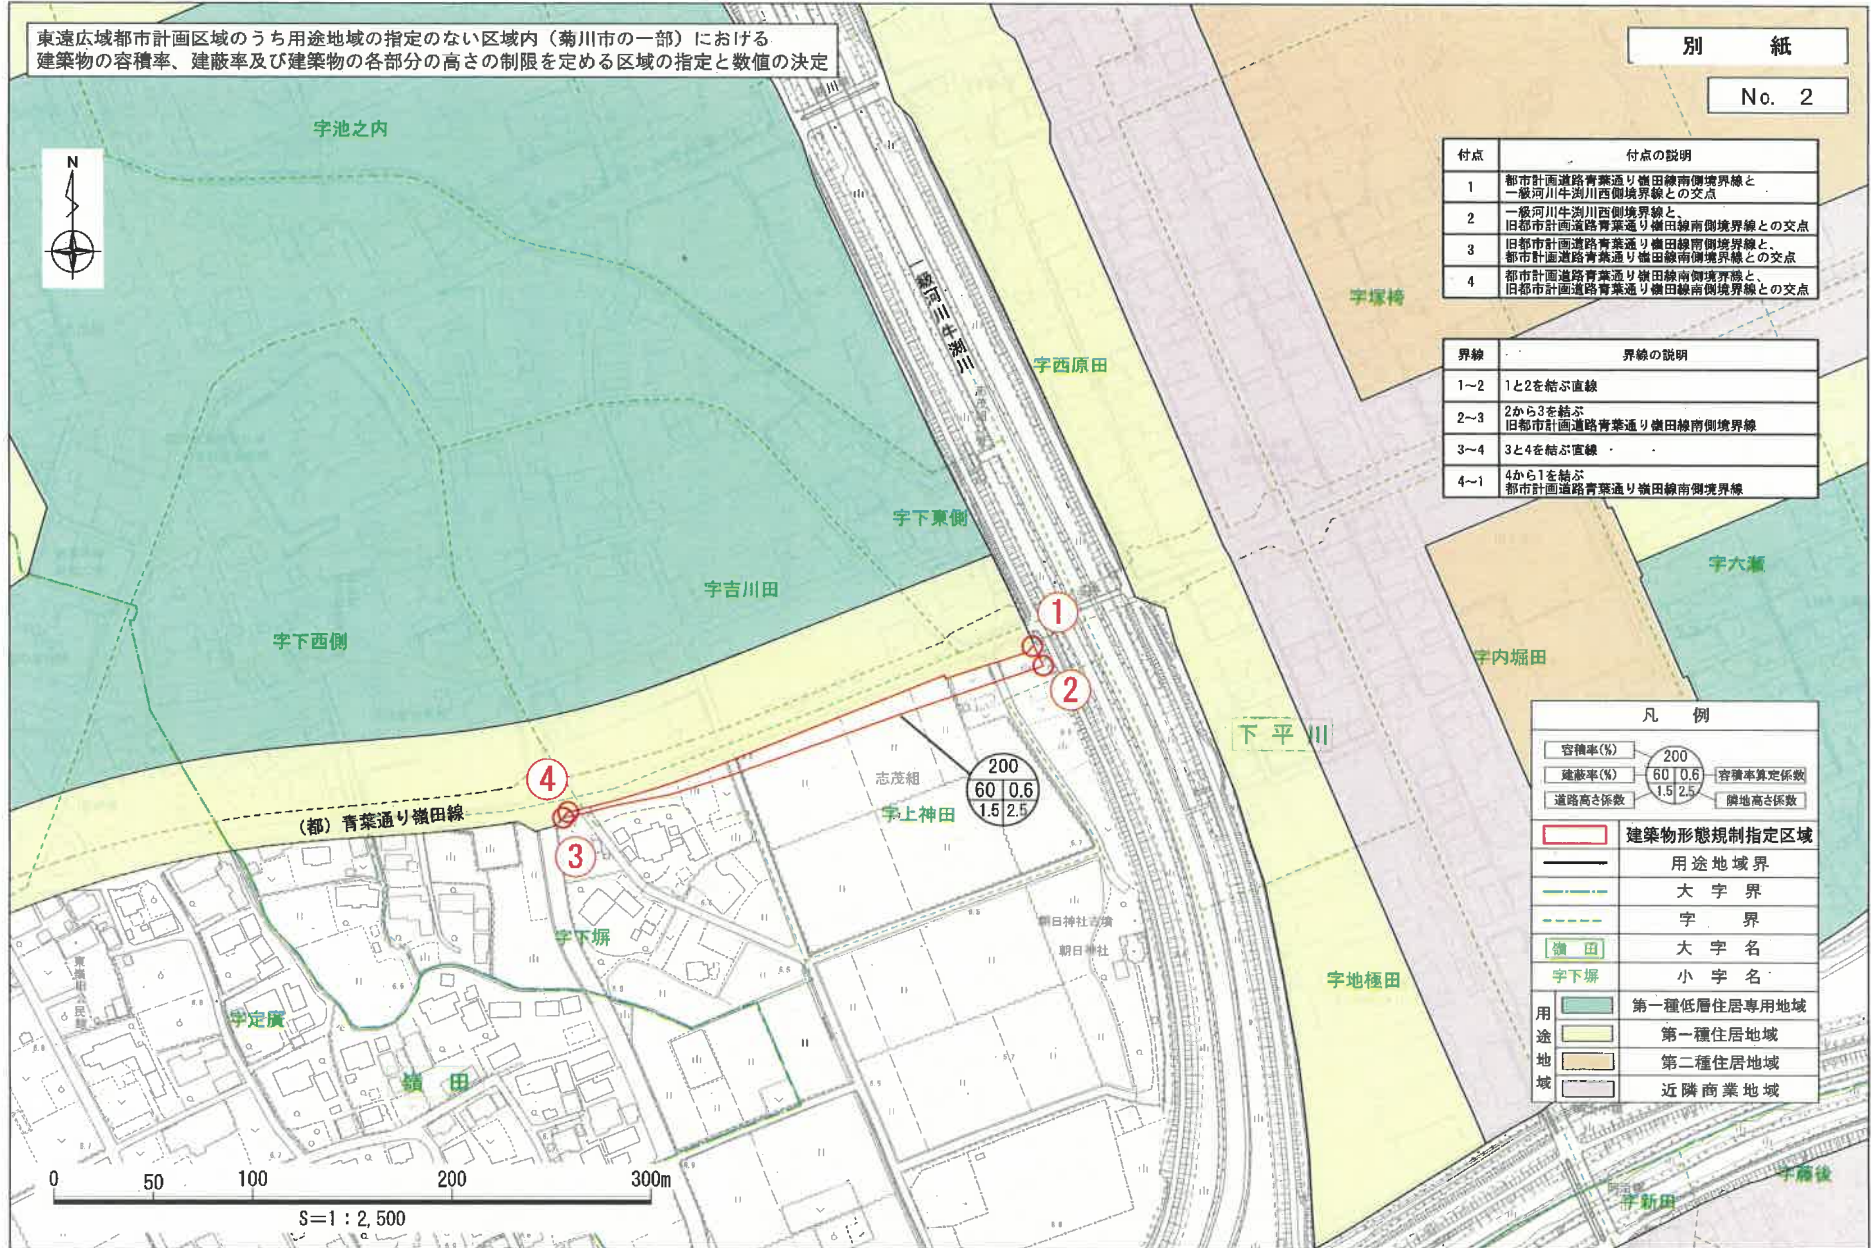 東遠広域都市計画区域のうち用途地域の指定のない区域内（菊川市の一部）における
建築物の容積率、建蔽率及び建築物の各部分の高さの制限を定める区域の指定と数値の決定
別　紙
No. 2
N
付点 付点の説明
1 都市計画道路青葉通り嶺田線南側境界線と
一級河川牛渕川西側境界線との交点
2 一級河川牛渕川西側境界線と、
旧都市計画道路青葉通り嶺田線南側境界線との交点
3 旧都市計画道路青葉通り嶺田線南側境界線と、
都市計画道路青葉通り嶺田線南側境界線との交点
4 都市計画道路青葉通り嶺田線南側境界線と、
旧都市計画道路青葉通り嶺田線南側境界線との交点
界線 界線の説明
1~2 1と2を結ぶ直線
2~3 2から3を結ぶ
旧都市計画道路青葉通り嶺田線南側境界線
3~4 3と4を結ぶ直線
4~1 4から1を結ぶ
都市計画道路青葉通り嶺田線南側境界線
字池之内
一級河川牛渕川
字塚袴
字西原田
字下東側
字吉川田
字下西側
字六瀬
字内堀田
下平川
1
2
3
4
(都) 青葉通り嶺田線
志茂組
字上神田
200
60 0.6
1.5 2.5
朝日神社古墳
朝日神社
字下塀
字定廣
嶺田
字地極田
字新田
字藤後
凡　例
容積率(%)
建蔽率(%)
道路高さ係数
200
60 0.6
1.5 2.5
容積率算定係数
隣地高さ係数
建築物形態規制指定区域
用途地域界
大字界
字界
嶺田 大字名
字下塀 小字名
用途地域
第一種低層住居専用地域
第一種住居地域
第二種住居地域
近隣商業地域
0 50 100 200 300m
S=1:2,500